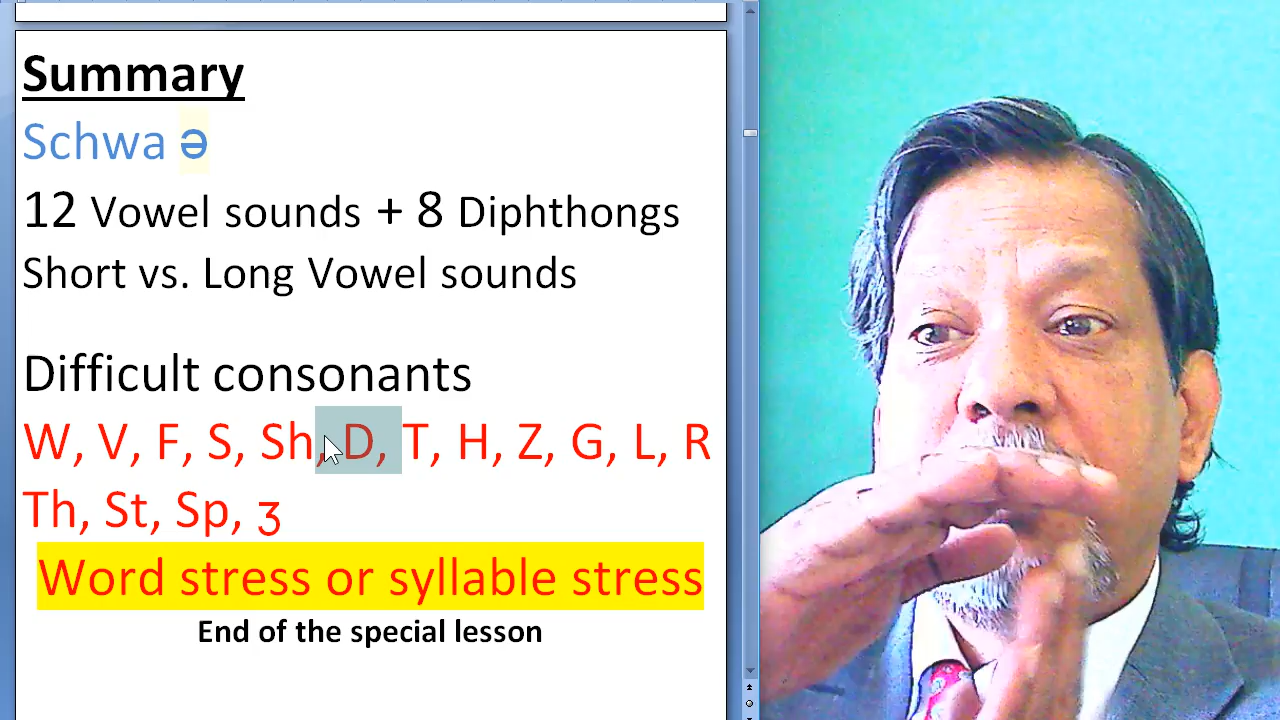 Summary
Schwa ə
12 Vowel sounds + 8 Diphthongs
Short vs. Long Vowel sounds
Difficult consonants
W, V, F, S, Sh, D, T, H, Z, G, L, R
Th, St, Sp, ʒ
Word stress or syllable stress
End of the special lesson